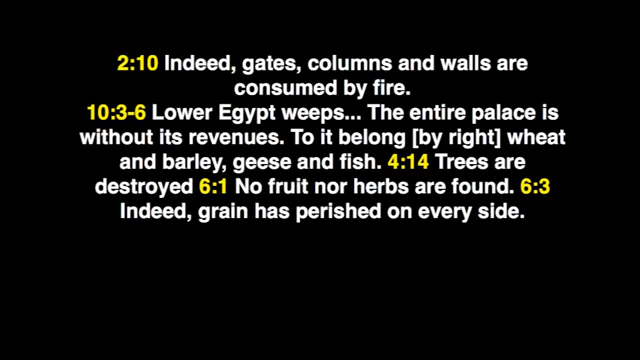 2:10 Indeed, gates, columns and walls are
consumed by fire.
10:3-6 Lower Egypt weeps... The entire palace is
without its revenues. To it belong [by right] wheat
and barley, geese and fish. 4:14 Trees are
destroyed 6:1 No fruit nor herbs are found. 6:3
Indeed, grain has perished on every side.